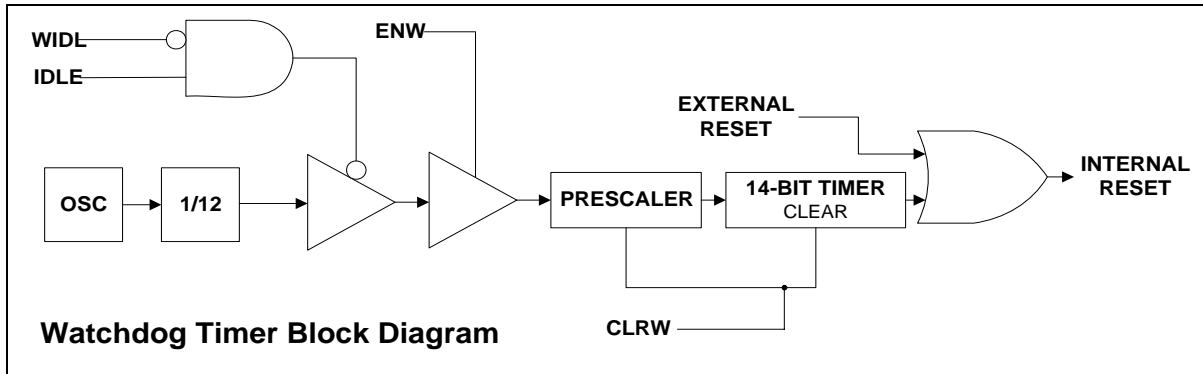 WIDL
IDLE
ENW
EXTERNAL
RESET
OSC
1/12
PRESCALER
14-BIT TIMER
CLEAR
INTERNAL
RESET
CLRW
Watchdog Timer Block Diagram